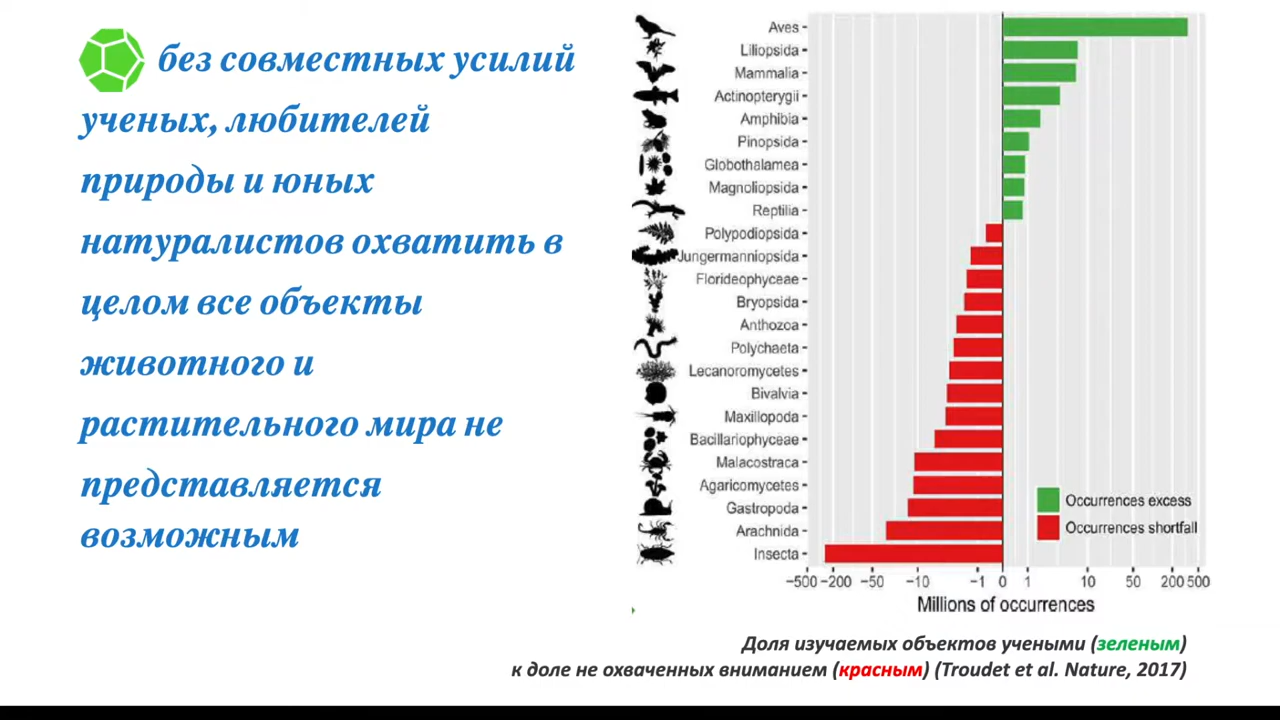 без совместных усилий
ученых, любителей
природы и юных
натуралистов охватить в
целом все объекты
животного и
растительного мира не
представляется
возможным
Aves
Liliopsida
Mammalia
Actinopterygii
Amphibia
Pinopsida
Globothalamea
Magnoliopsida
Reptilia
Polypodiopsida
Jungermanniopsida
Florideophyceae
Bryopsida
Anthozoa
Polychaeta
Lecanoromycetes
Bivalvia
Maxillopoda
Bacillariophyceae
Malacostraca
Agaricomycetes
Gastropoda
Arachnida
Insecta
Occurrences excess
Occurrences shortfall
−500 −200 −50 −10 −1 0 1 10 50 200 500
Millions of occurrences
Доля изучаемых объектов учеными (зеленым)
к доле не охваченных вниманием (красным) (Troudet et al. Nature, 2017)